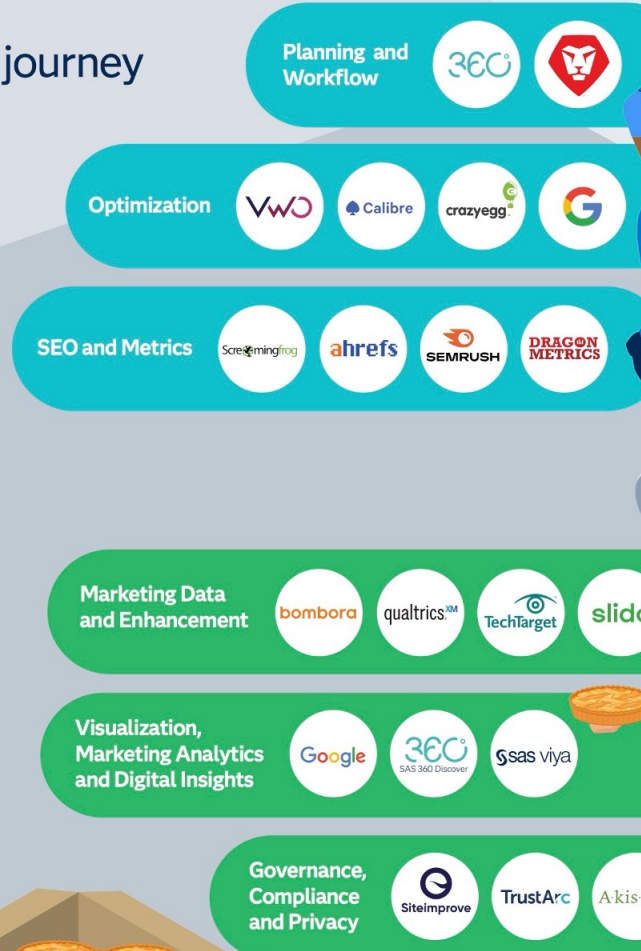 journey
Planning and
Workflow
360°
Optimization
VWO
Calibre
crazyegg
G
SEO and Metrics
Screamingfrog
ahrefs
SEMRUSH
DRAGON
METRICS
Marketing Data
and Enhancement
bombora
qualtrics.XM
TechTarget
Visualization,
Marketing Analytics
and Digital Insights
Google
360°
SAS 360 Discover
sas viya
Governance,
Compliance
and Privacy
Siteimprove
TrustArc